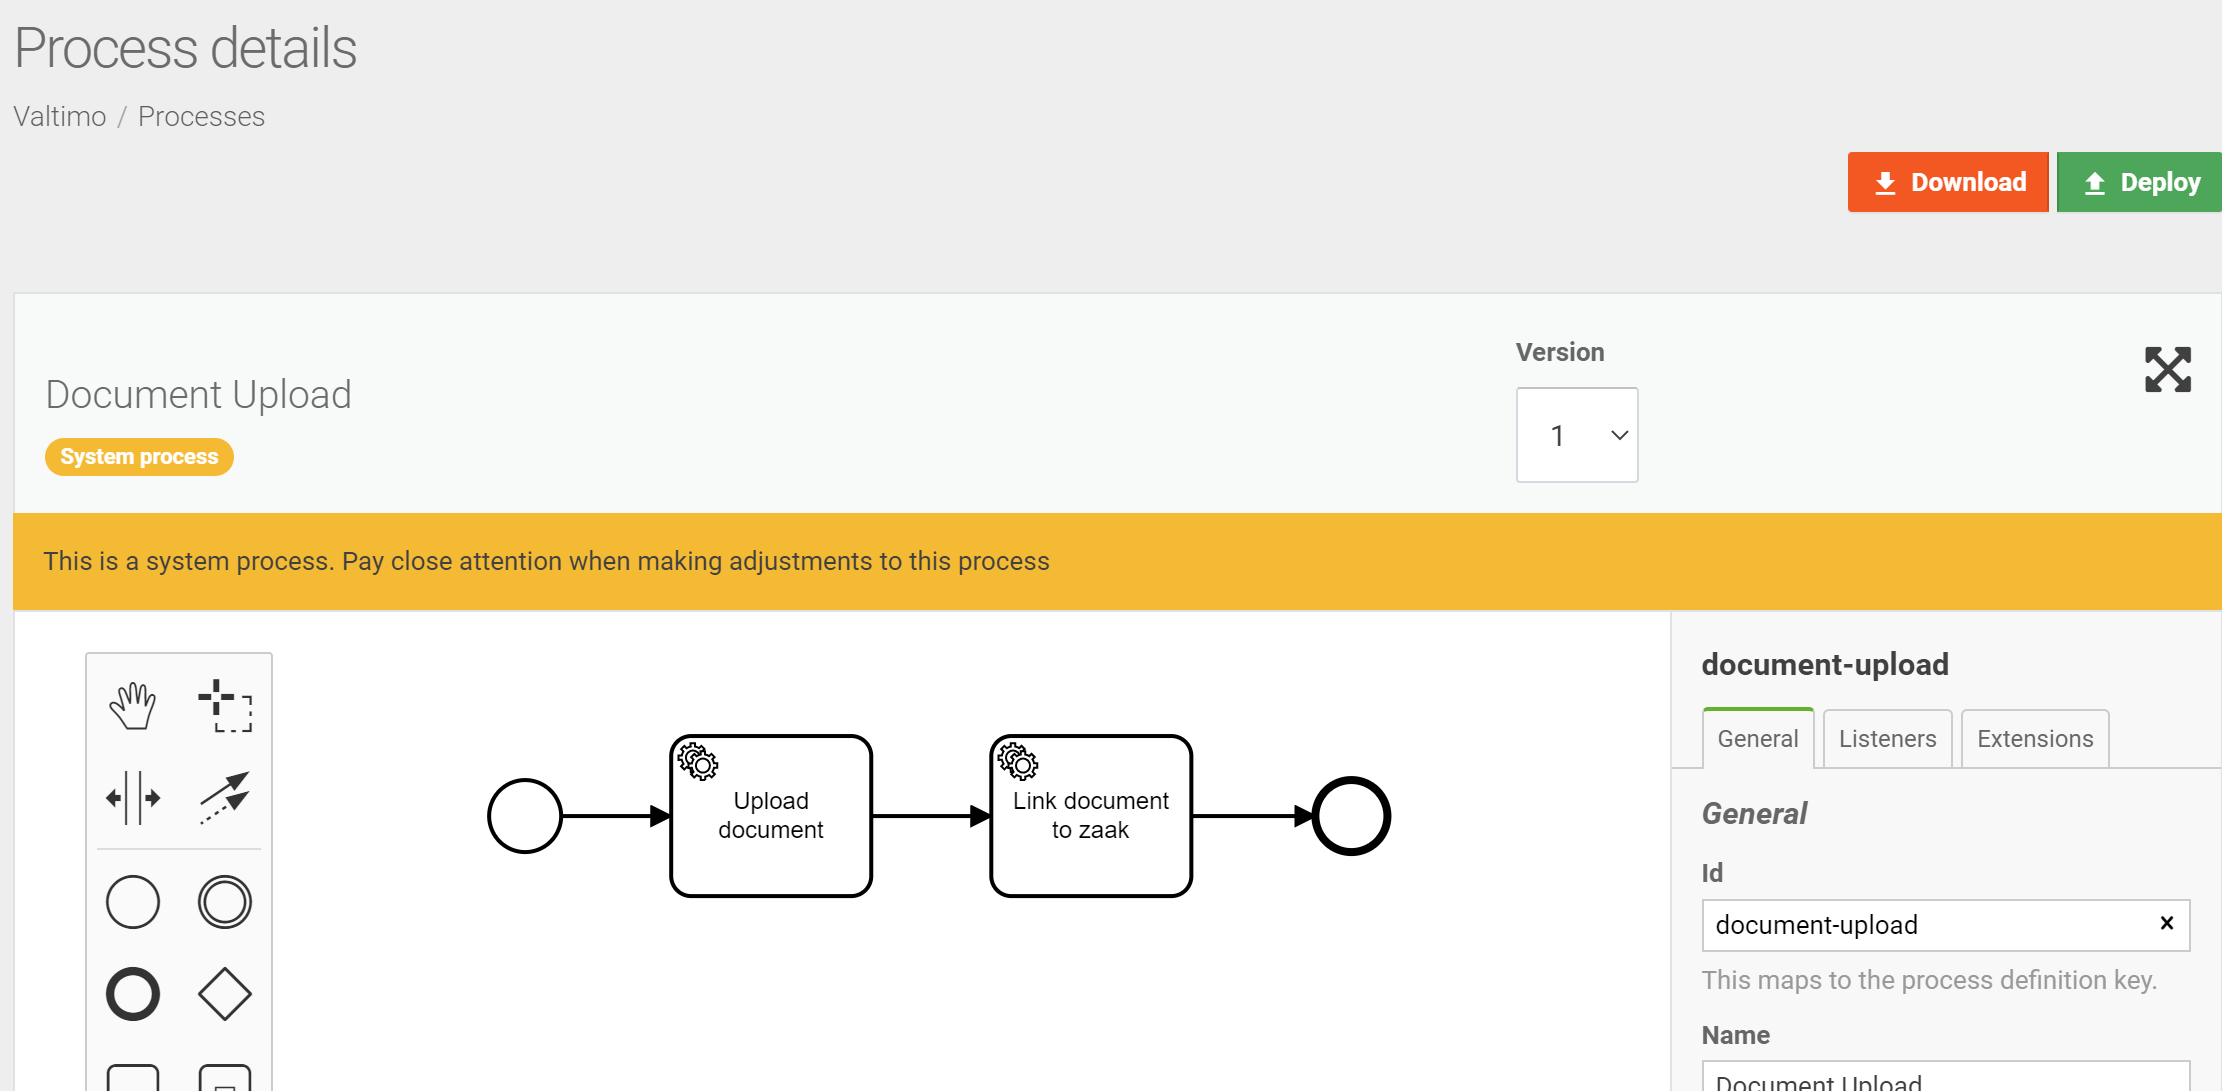 Process details
Valtimo / Processes
Download
Deploy
Version
Document Upload
1
System process
This is a system process. Pay close attention when making adjustments to this process
document-upload
General
Listeners
Extensions
Upload
document
Link document
to zaak
General
Id
document-upload
This maps to the process definition key.
Name
Document Upload